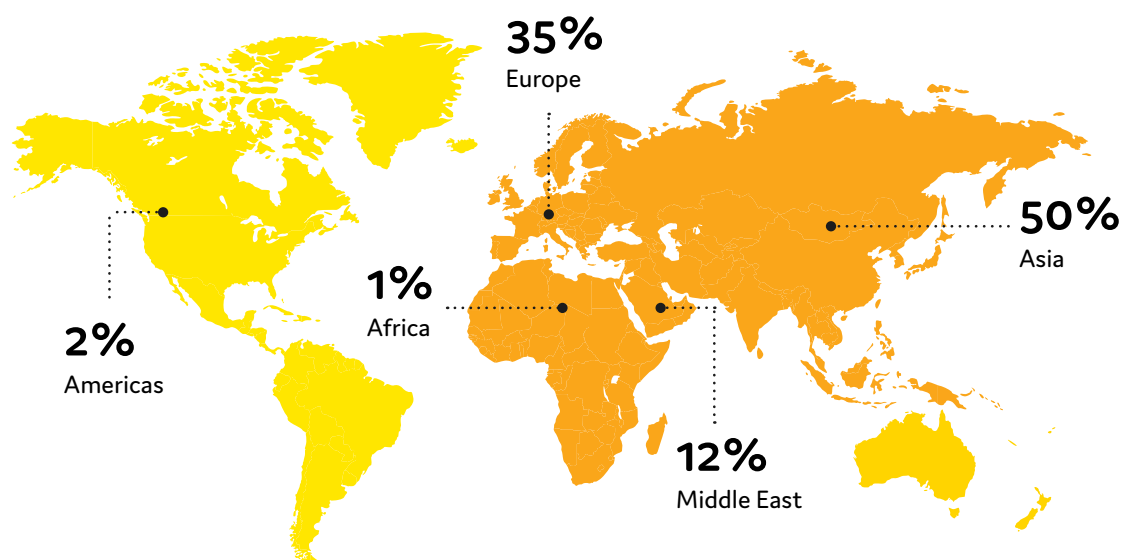 35%
Europe
50%
Asia
1%
Africa
2%
Americas
12%
Middle East